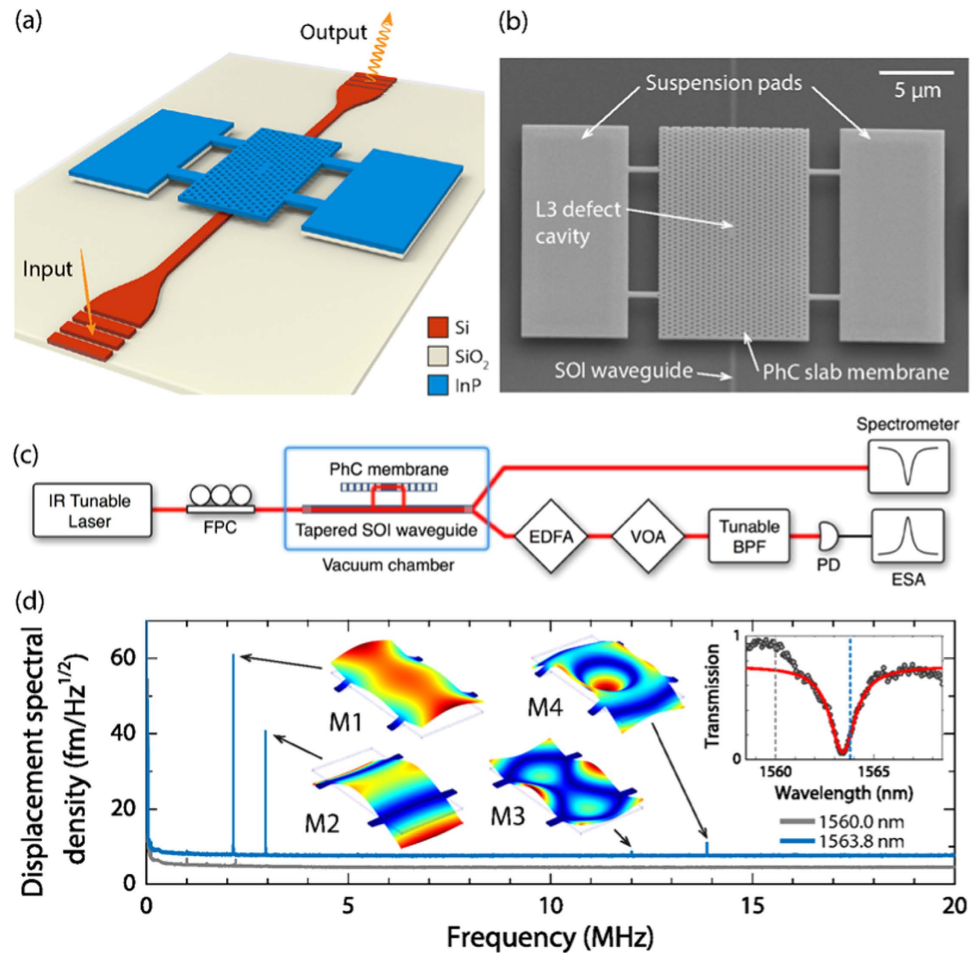 (a)
Output
Input
Si
SiO₂
InP
(b)
Suspension pads
5 μm
L3 defect
cavity
SOI waveguide
PhC slab membrane
(c)
IR Tunable
Laser
FPC
PhC membrane
Tapered SOI waveguide
Vacuum chamber
EDFA
VOA
Tunable
BPF
PD
Spectrometer
ESA
(d)
Displacement spectral
density (fm/Hz^1/2)
60
40
20
0
M1
M2
M4
M3
Transmission
1
0
1560
1565
Wavelength (nm)
1560.0 nm
1563.8 nm
0
5
10
15
20
Frequency (MHz)